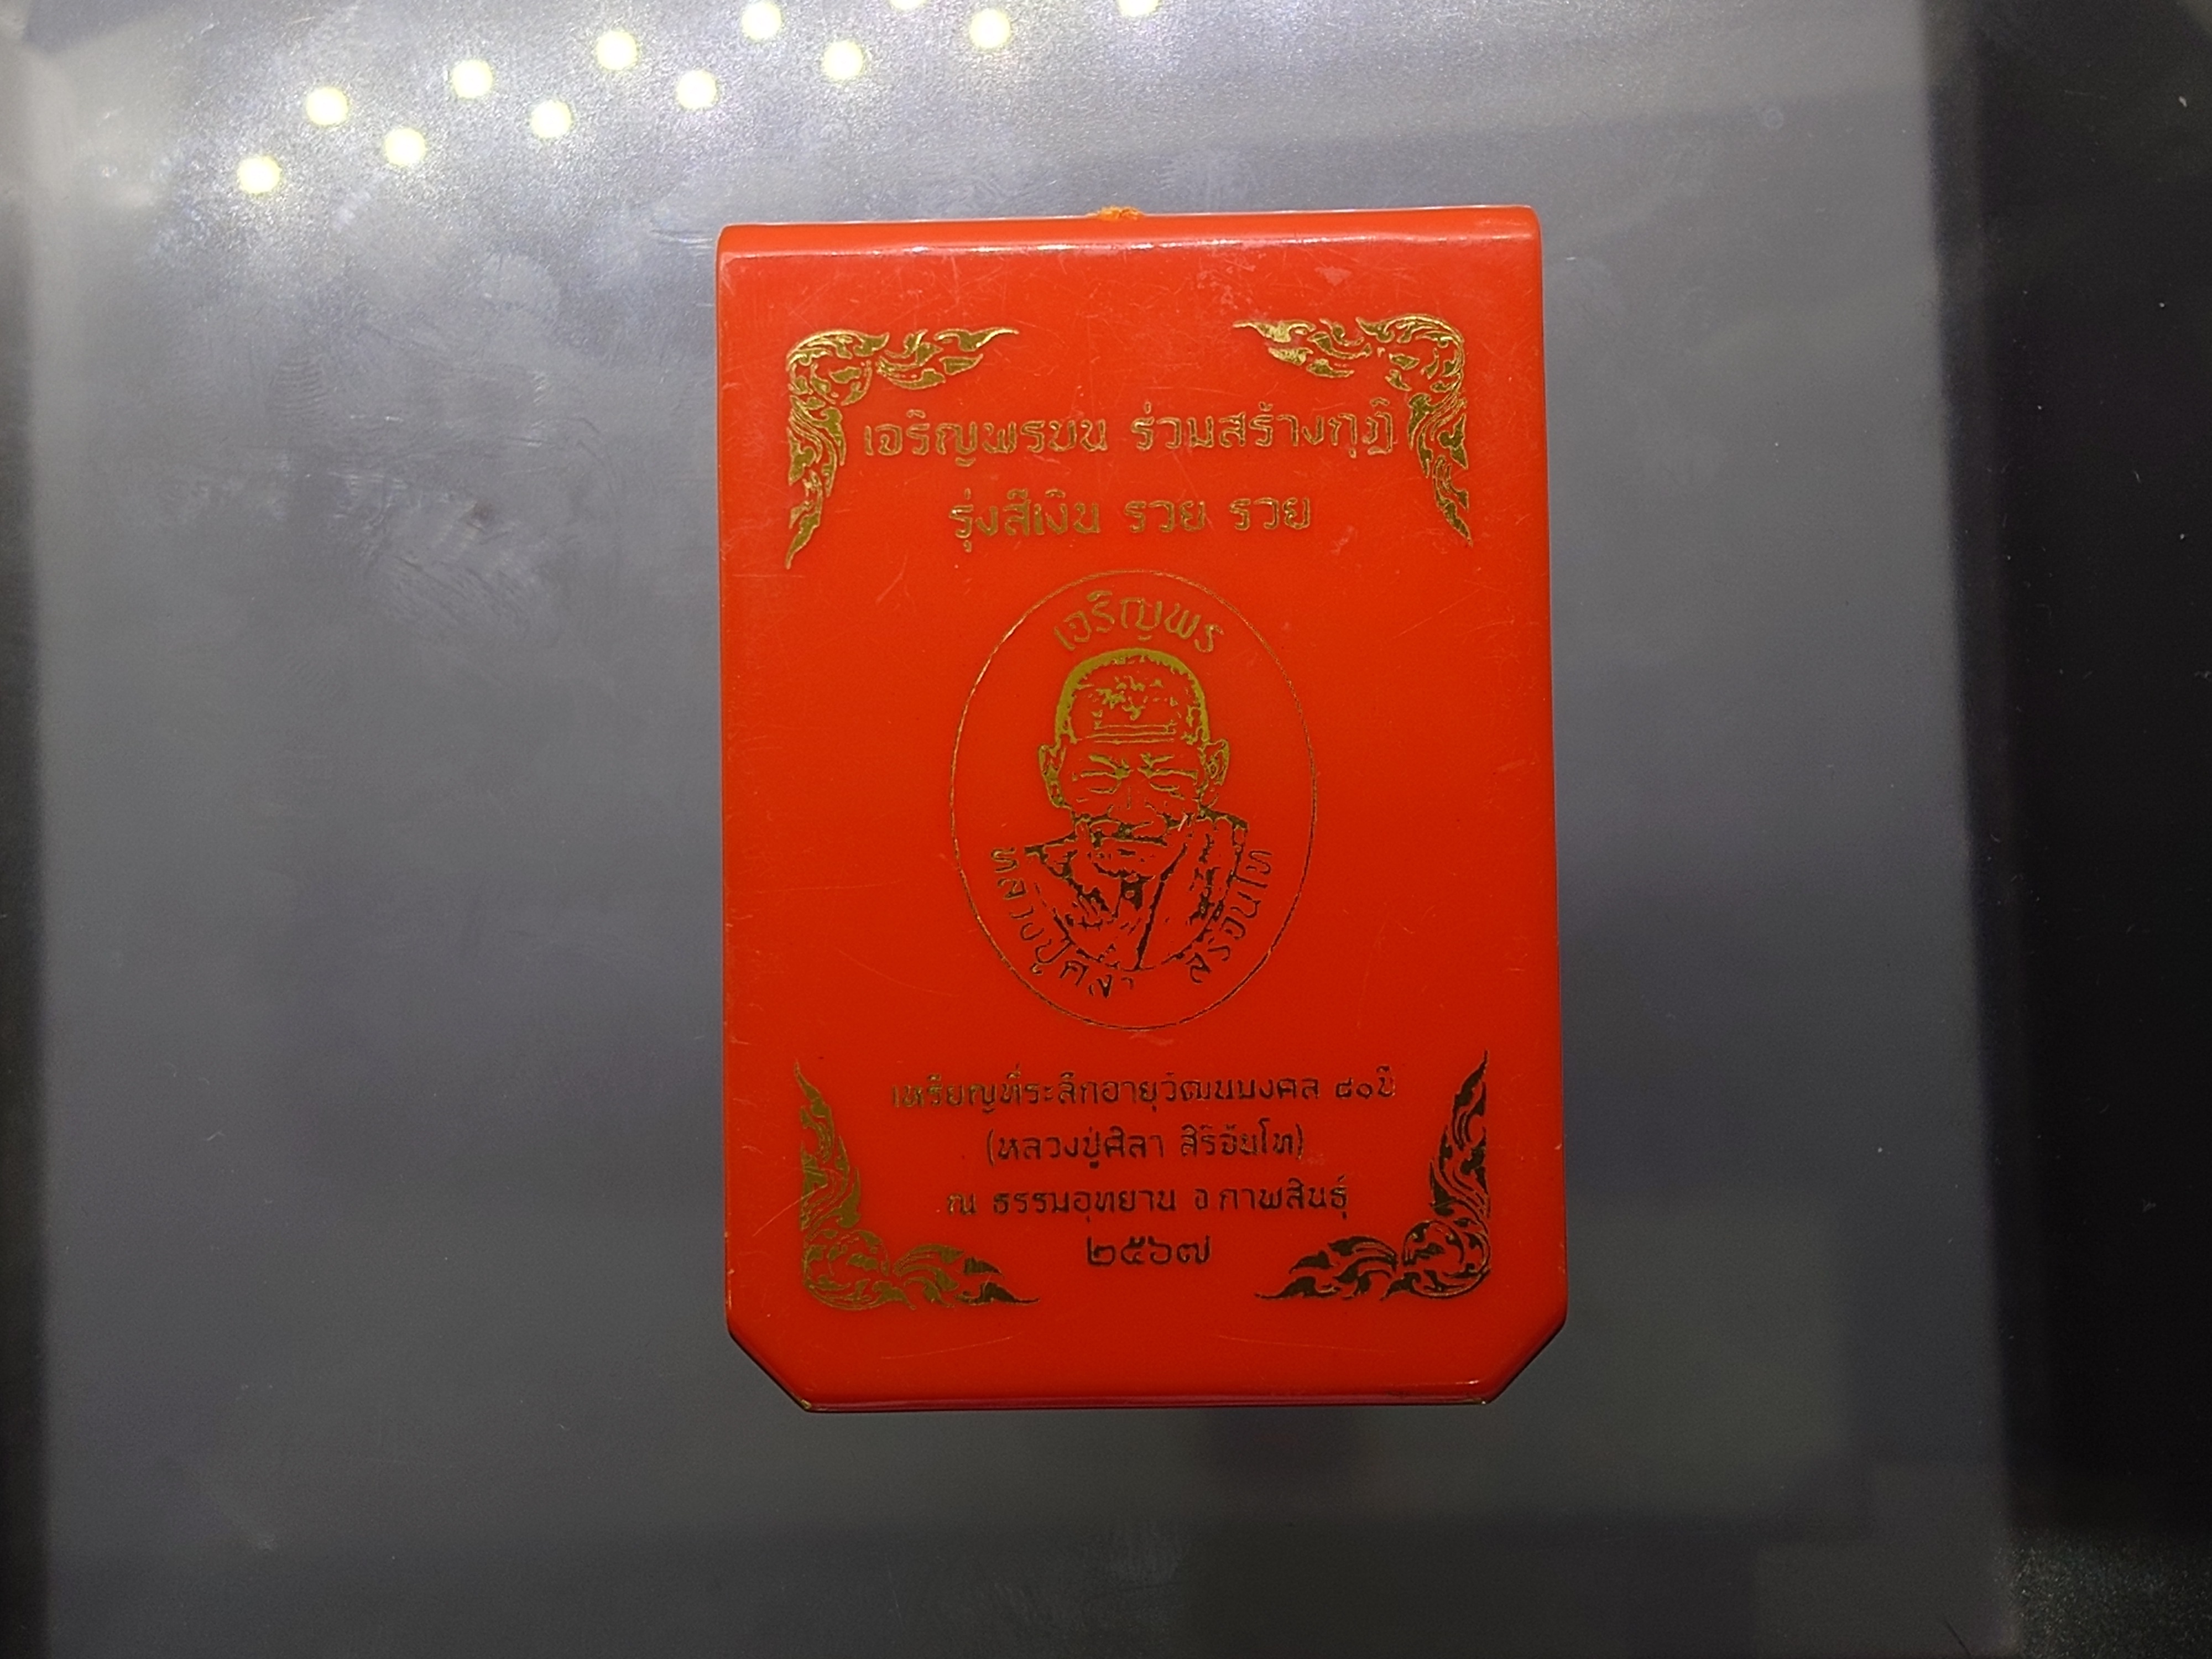 เจริญพรบน ร่วมสร้างกุฏิ
รุ่งสีเงิน รวย รวย
เจริญพร
หลวงปู่ศิลา สิริจันโท
เหรียญที่ระลึกอายุวัฒนมงคล ๘๐ปี
(หลวงปู่ศิลา สิริจันโท)
ณ ธรรมอุทยาน จ.กาฬสินธุ์
๒๕๖๗